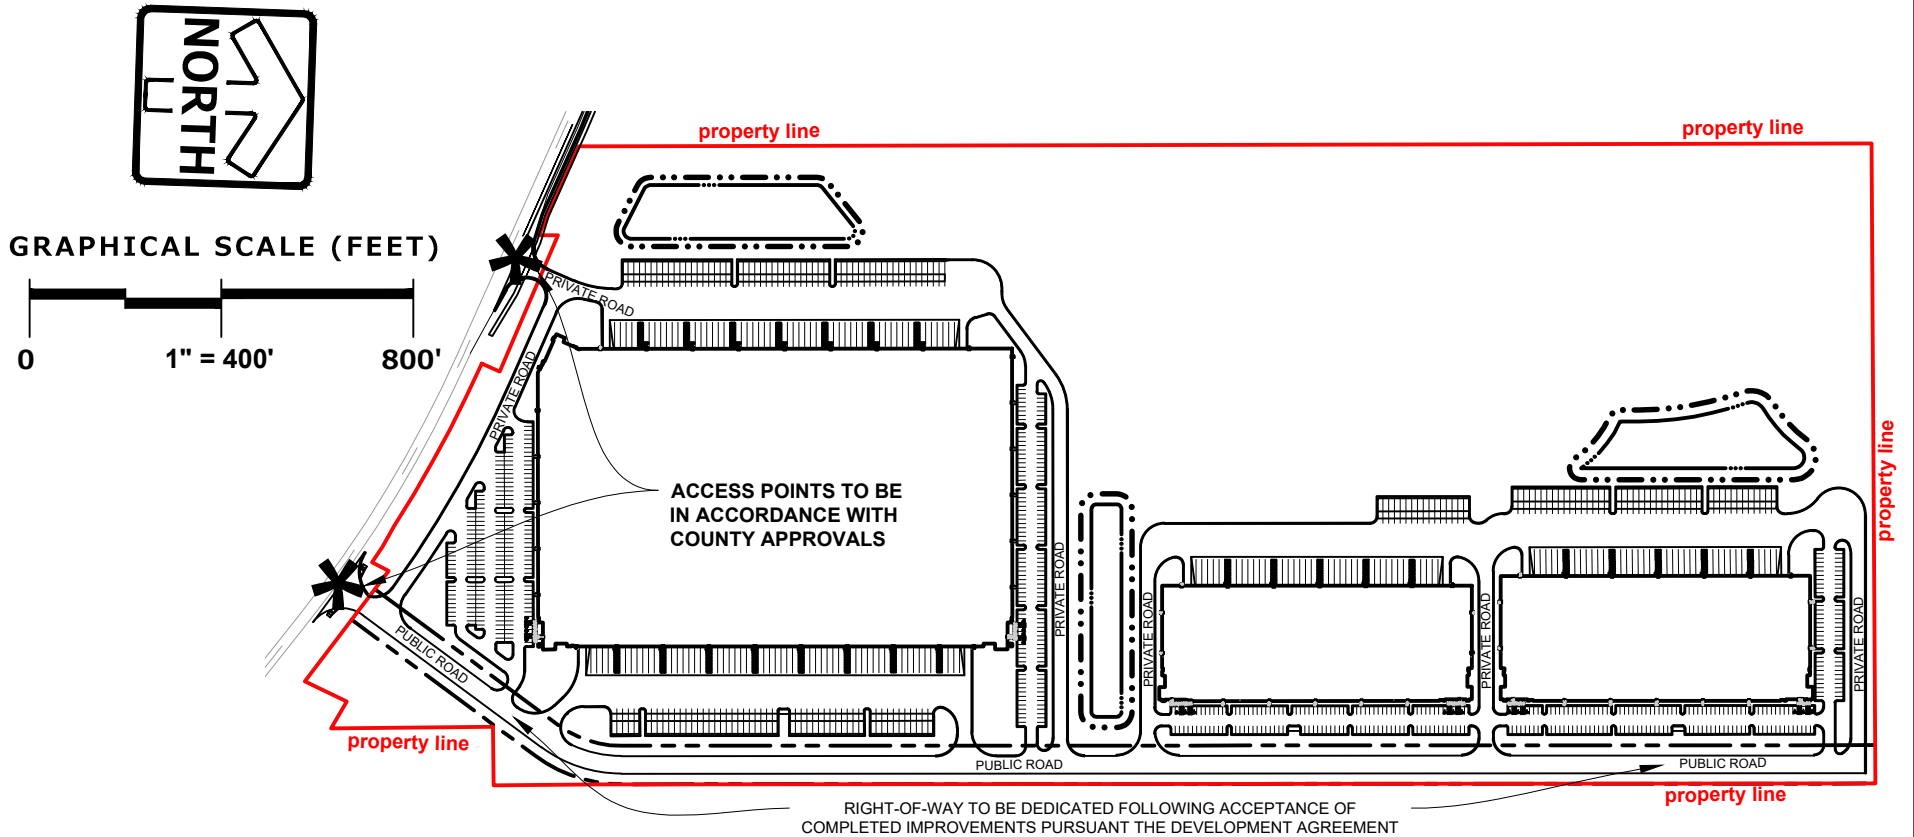 NORTH
property line
property line
GRAPHICAL SCALE (FEET)
0
1" = 400'
800'
PRIVATE ROAD
PRIVATE ROAD
property line
ACCESS POINTS TO BE
IN ACCORDANCE WITH
COUNTY APPROVALS
PRIVATE ROAD
PRIVATE ROAD
PRIVATE ROAD
PRIVATE ROAD
PUBLIC ROAD
property line
PUBLIC ROAD
PUBLIC ROAD
property line
RIGHT-OF-WAY TO BE DEDICATED FOLLOWING ACCEPTANCE OF
COMPLETED IMPROVEMENTS PURSUANT THE DEVELOPMENT AGREEMENT